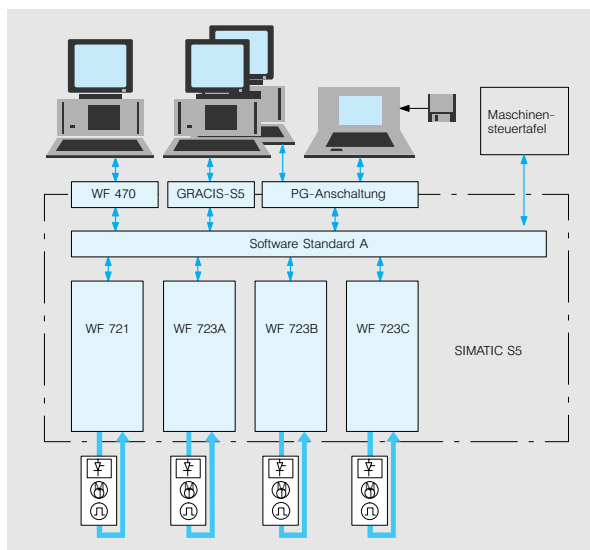 Maschinen-
steuertafel
WF 470
GRACIS-S5
PG-Anschaltung
Software Standard A
WF 721
WF 723A
WF 723B
WF 723C
SIMATIC S5
M
M
M
M